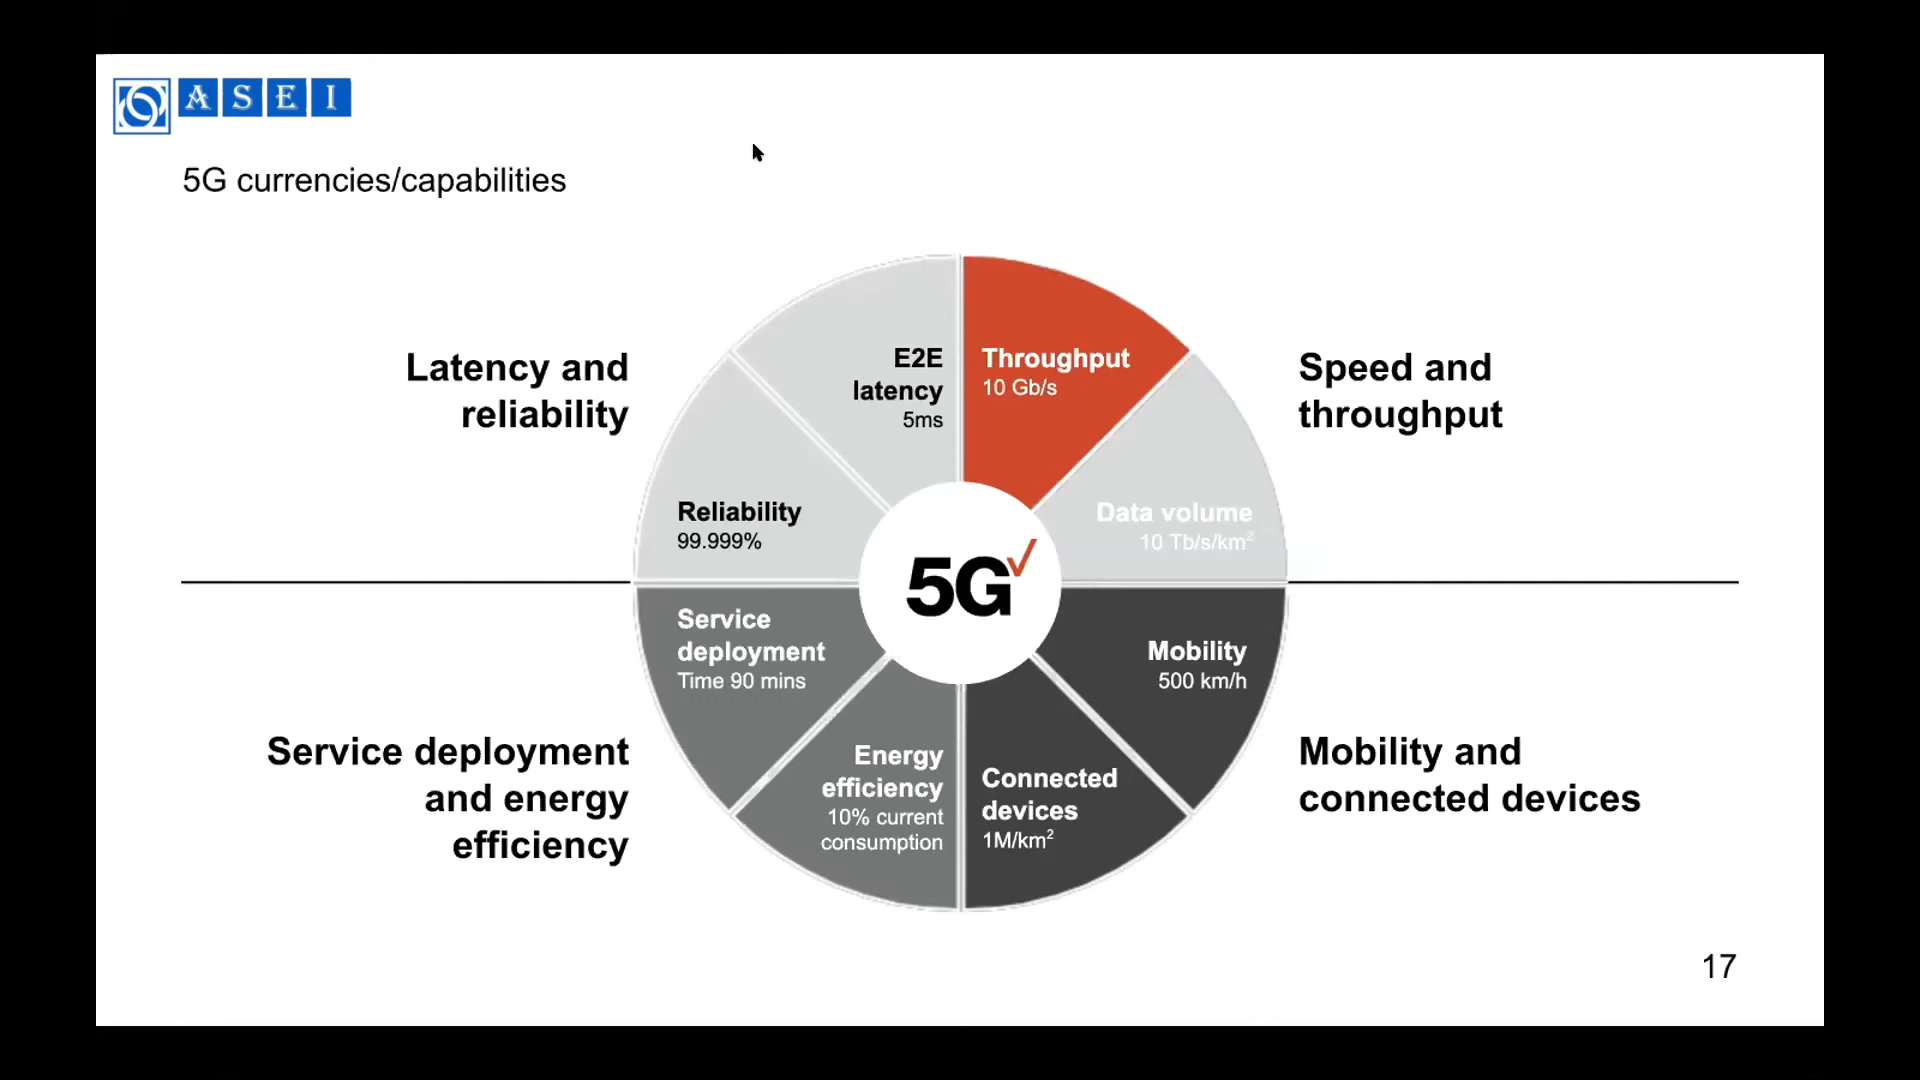 ASEI
5G currencies/capabilities
Latency and
reliability
E2E
latency
5ms
Throughput
10 Gb/s
Speed and
throughput
Reliability
99.999%
Data volume
10 Tb/s/km²
5G
Service
deployment
Time 90 mins
Mobility
500 km/h
Service deployment
and energy
efficiency
Energy
efficiency
10% current
consumption
Connected
devices
1M/km²
Mobility and
connected devices
17